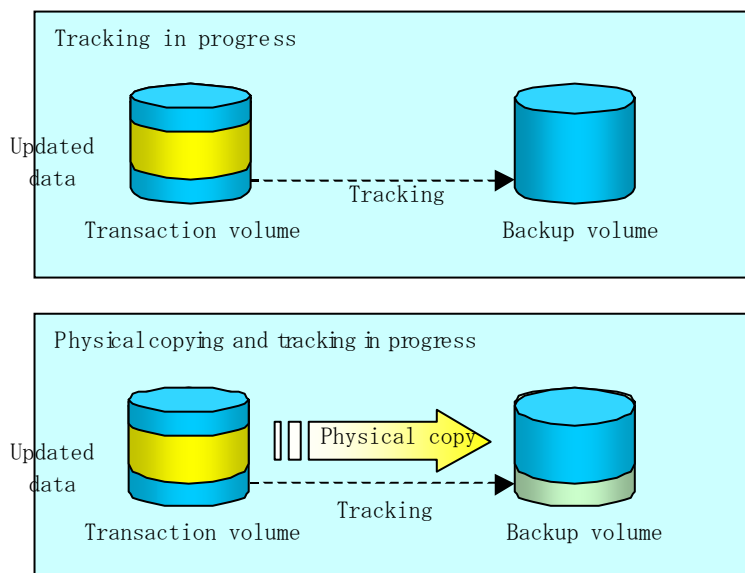 Tracking in progress
Updated
data
Tracking
Transaction volume
Backup volume
Physical copying and tracking in progress
Physical copy
Updated
data
Tracking
Transaction volume
Backup volume